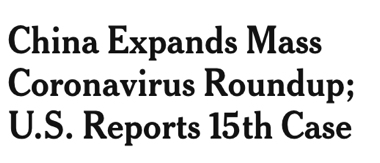 China Expands Mass
Coronavirus Roundup;
U.S. Reports 15th Case